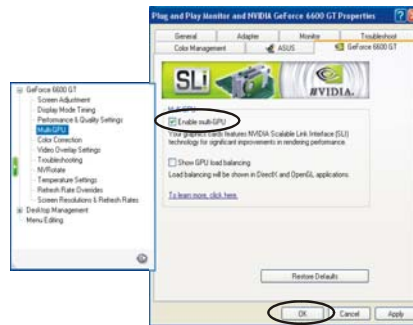 Plug and Play Monitor and NVIDIA GeForce 6600 GT Properties
General Adapter Monitor Troubleshoot
Color Management ASUS GeForce 6600 GT
SLi
NVIDIA.
Multi-GPU
Enable multi-GPU
Your graphics cards features NVIDIA Scalable Link Interface (SLI)
technology for significant improvements in rendering performance.
Show GPU load balancing
Load balancing will be shown in Direct3D and OpenGL applications.
To learn more, click here.
Restore Defaults
OK Cancel Apply
GeForce 6600 GT
Screen Adjustment
Display Mode Timing
Performance & Quality Settings
Multi-GPU
Color Correction
Video Overlay Settings
Troubleshooting
NVRotate
Temperature Settings
Refresh Rate Overrides
Screen Resolutions & Refresh Rates
Desktop Management
Menu Editing